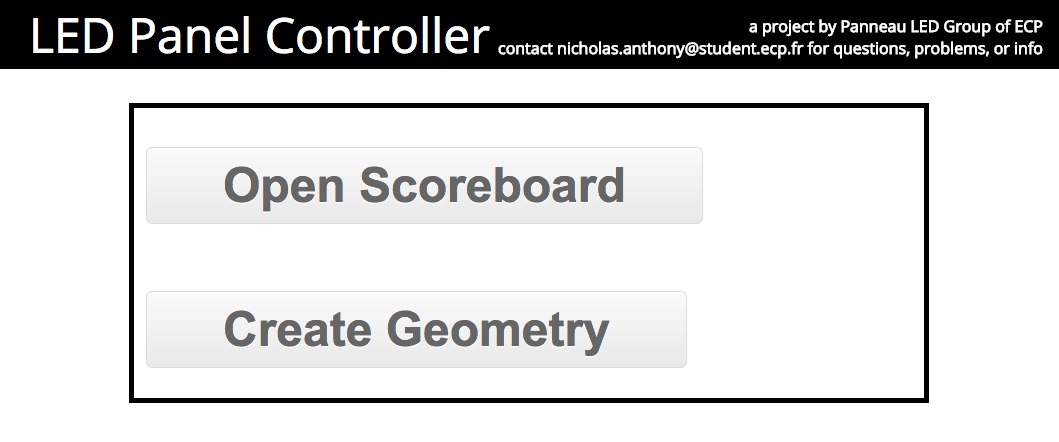 LED Panel Controller
a project by Panneau LED Group of ECP
contact nicholas.anthony@student.ecp.fr for questions, problems, or info
Open Scoreboard
Create Geometry